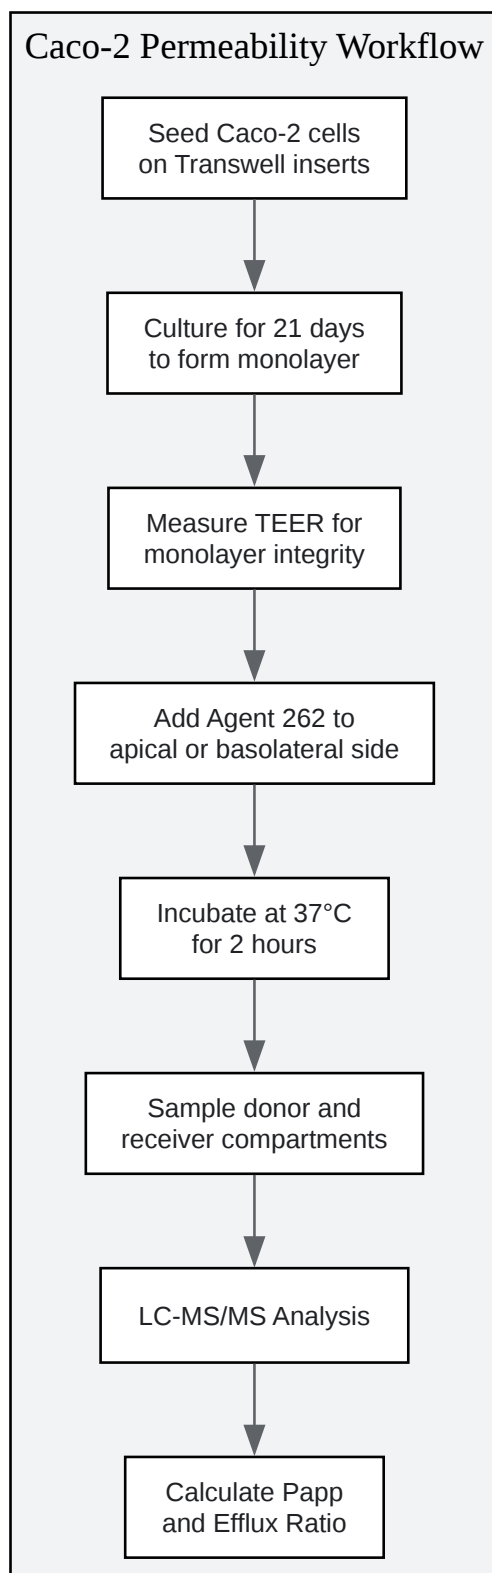 Caco-2 Permeability Workflow
Seed Caco-2 cells
on Transwell inserts
Culture for 21 days
to form monolayer
Measure TEER for
monolayer integrity
Add Agent 262 to
apical or basolateral side
Incubate at 37°C
for 2 hours
Sample donor and
receiver compartments
LC-MS/MS Analysis
Calculate Papp
and Efflux Ratio